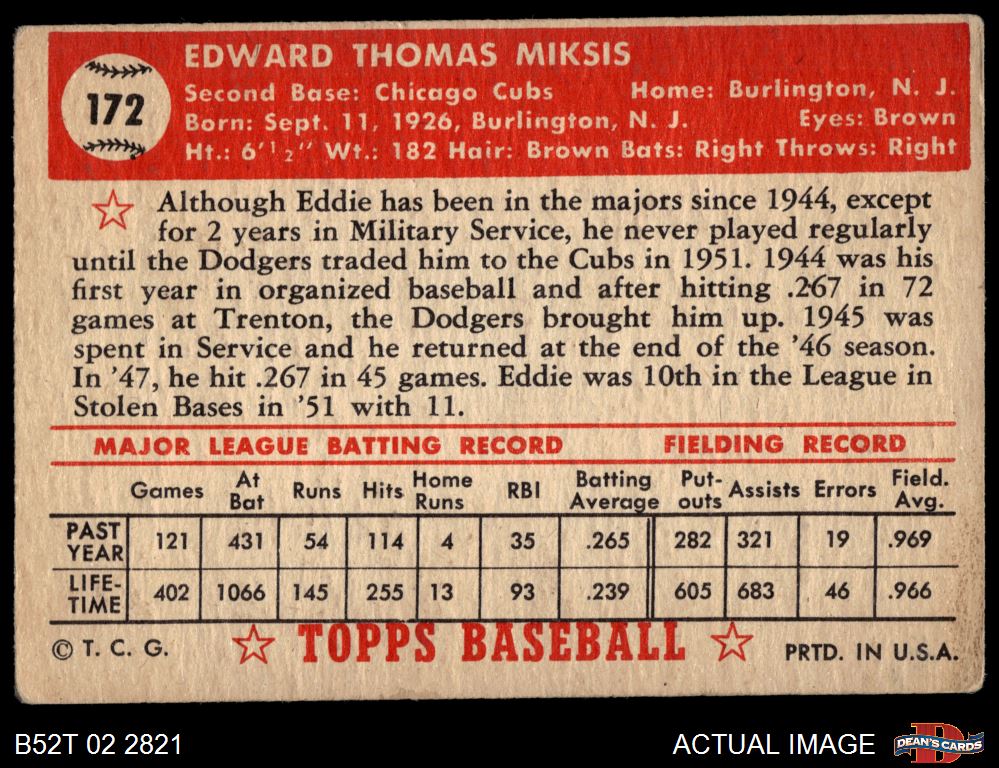 172
EDWARD THOMAS MIKSIS
Second Base: Chicago Cubs Home: Burlington, N. J.
Born: Sept. 11, 1926, Burlington, N. J. Eyes: Brown
Ht.: 6'½" Wt.: 182 Hair: Brown Bats: Right Throws: Right
Although Eddie has been in the majors since 1944, except
for 2 years in Military Service, he never played regularly
until the Dodgers traded him to the Cubs in 1951. 1944 was his
first year in organized baseball and after hitting .267 in 72
games at Trenton, the Dodgers brought him up. 1945 was
spent in Service and he returned at the end of the '46 season.
In '47, he hit .267 in 45 games. Eddie was 10th in the League in
Stolen Bases in '51 with 11.
MAJOR LEAGUE BATTING RECORD FIELDING RECORD
Games At Bat Runs Hits Home Runs RBI Batting Average Put-outs Assists Errors Field. Avg.
PAST YEAR 121 431 54 114 4 35 .265 282 321 19 .969
LIFE-TIME 402 1066 145 255 13 93 .239 605 683 46 .966
© T. C. G. TOPPS BASEBALL PRTD. IN U.S.A.
B52T 02 2821 ACTUAL IMAGE D DEAN'S CARDS